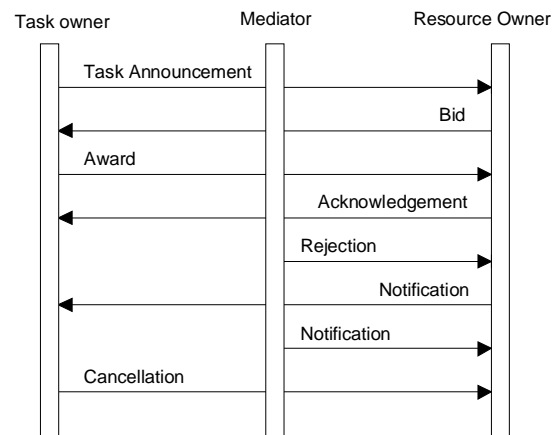 Task owner
Mediator
Resource Owner
Task Announcement
Bid
Award
Acknowledgement
Rejection
Notification
Notification
Cancellation